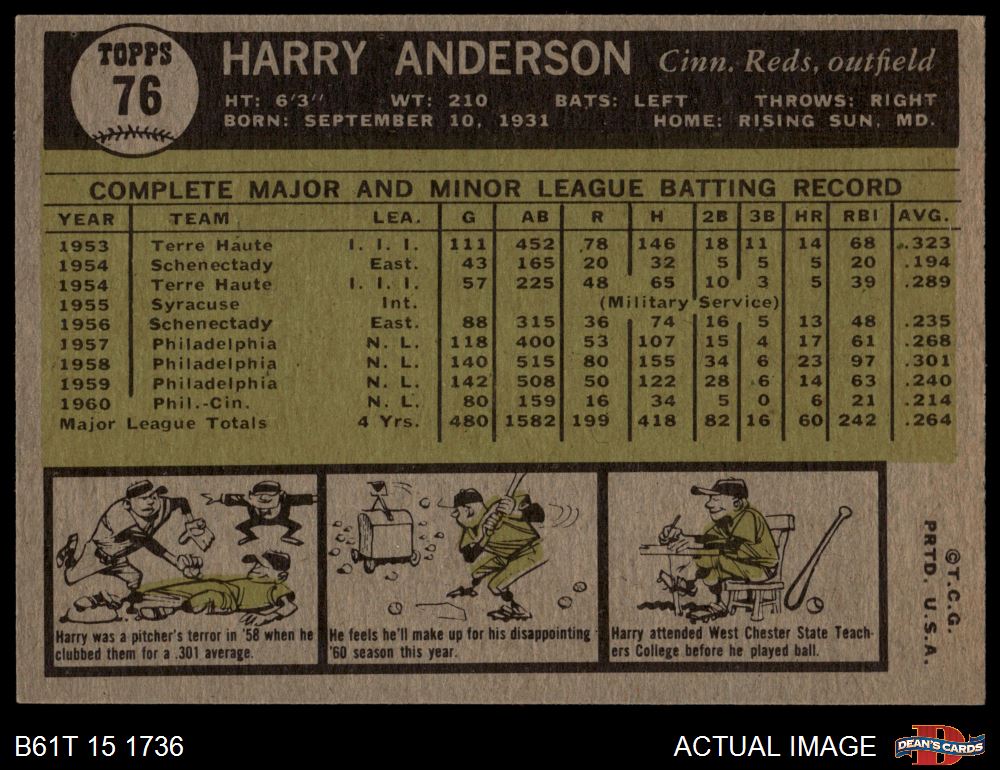 TOPPS
76
HARRY ANDERSON Cinn. Reds, outfield
HT: 6'3" WT: 210 BATS: LEFT THROWS: RIGHT
BORN: SEPTEMBER 10, 1931 HOME: RISING SUN, MD.
COMPLETE MAJOR AND MINOR LEAGUE BATTING RECORD
YEAR TEAM LEA. G AB R H 2B 3B HR RBI AVG.
1953 Terre Haute I. I. I. 111 452 78 146 18 11 14 68 .323
1954 Schenectady East. 43 165 20 32 5 5 5 20 .194
1954 Terre Haute I. I. I. 57 225 48 65 10 3 5 39 .289
1955 Syracuse Int. (Military Service)
1956 Schenectady East. 88 315 36 74 16 5 13 48 .235
1957 Philadelphia N. L. 118 400 53 107 15 4 17 61 .268
1958 Philadelphia N. L. 140 515 80 155 34 6 23 97 .301
1959 Philadelphia N. L. 142 508 50 122 28 6 14 63 .240
1960 Phil.-Cin. N. L. 80 159 16 34 5 0 6 21 .214
Major League Totals 4 Yrs. 480 1582 199 418 82 16 60 242 .264
Harry was a pitcher's terror in '58 when he
clubbed them for a .301 average.
He feels he'll make up for his disappointing
'60 season this year.
Harry attended West Chester State Teach-
ers College before he played ball.
©T.C.G.
PRTD. U.S.A.
B61T 15 1736
ACTUAL IMAGE
D
DEAN'S CARDS